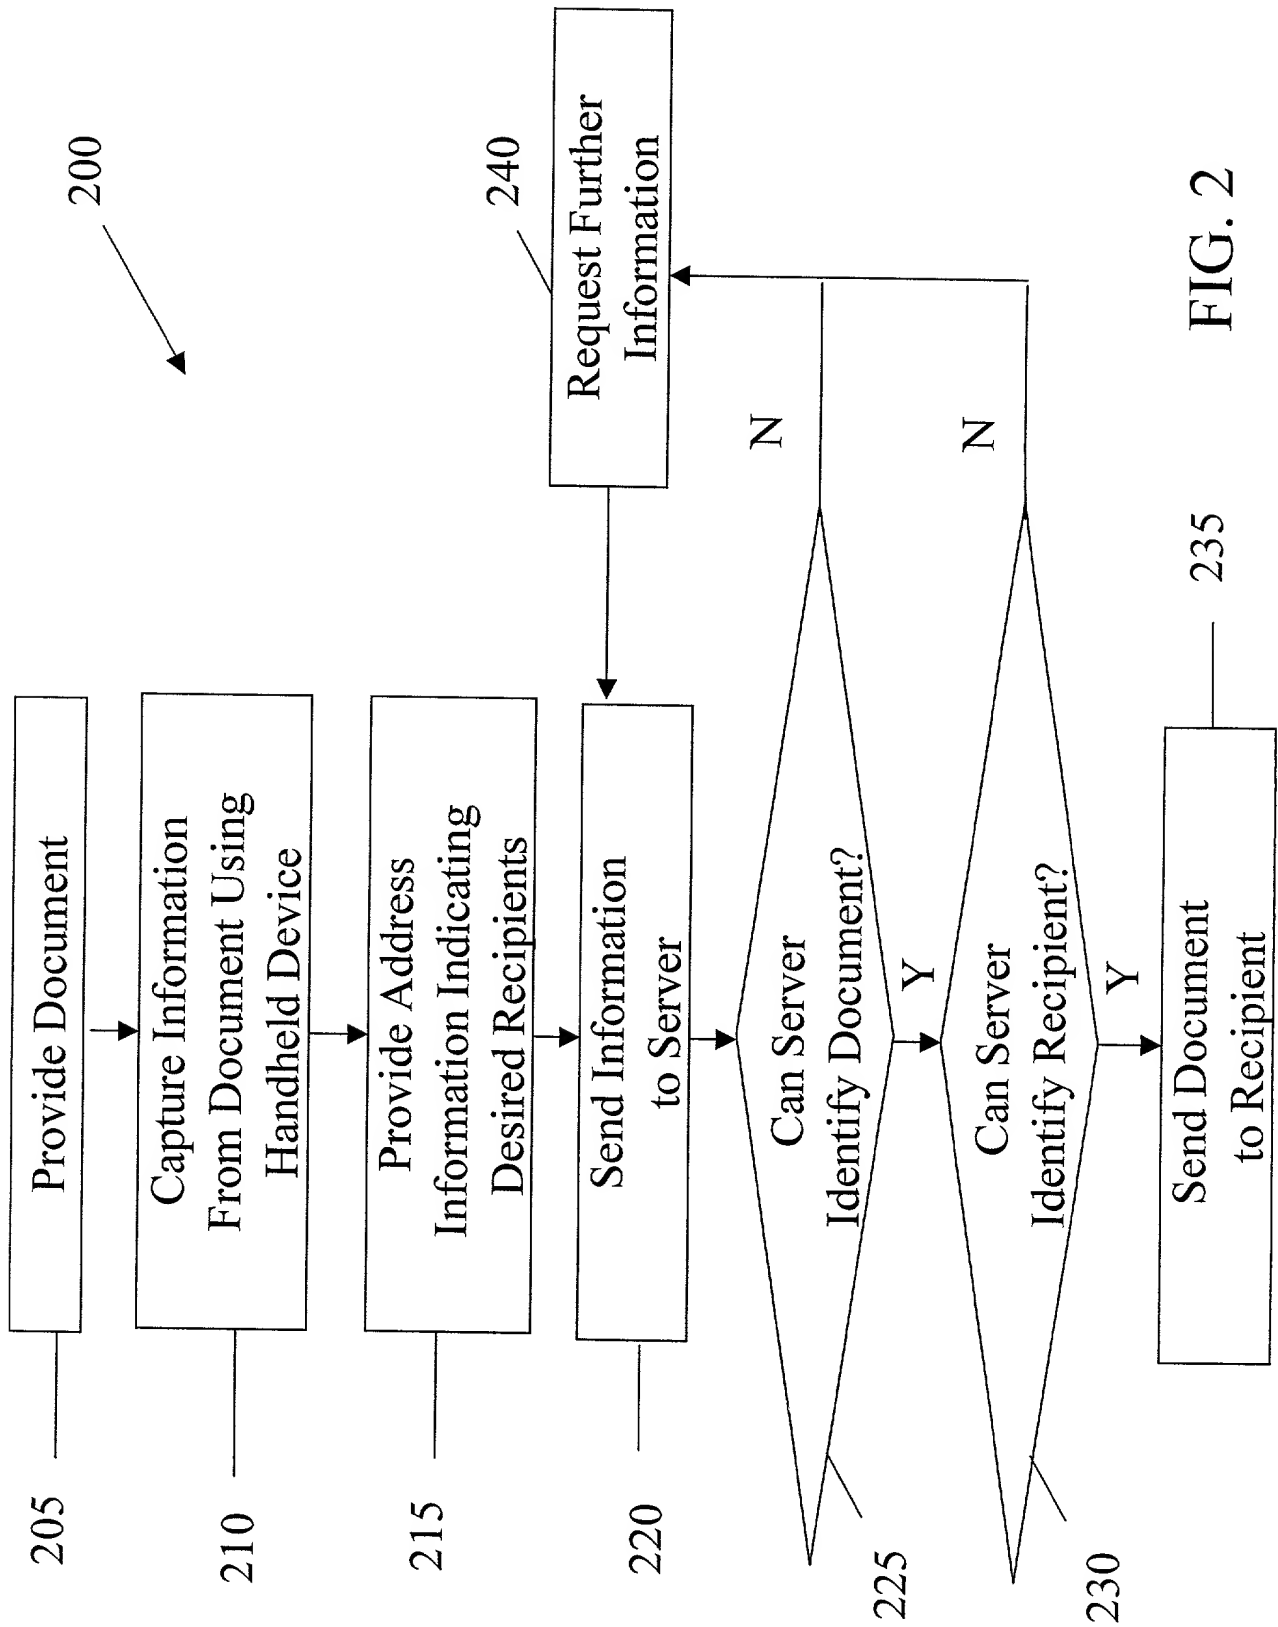 200
205
Provide Document
210
Capture Information
From Document Using
Handheld Device
215
Provide Address
Information Indicating
Desired Recipients
220
Send Information
to Server
240
Request Further
Information
225
Can Server
Identify Document?
N
Y
230
Can Server
Identify Recipient?
N
Y
235
Send Document
to Recipient
FIG. 2